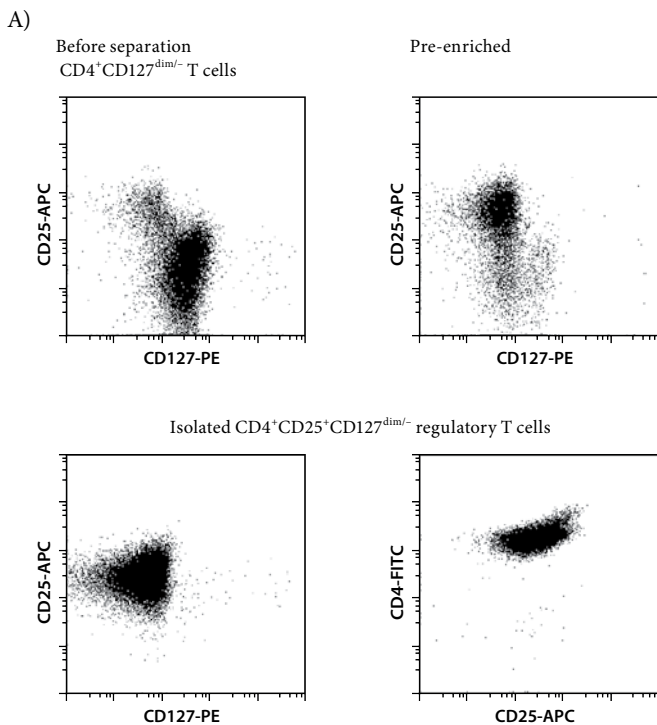 A)
Before separation
CD4⁺CD127ᵈⁱᵐ/⁻ T cells
Pre-enriched
CD25-APC
CD127-PE
CD25-APC
CD127-PE
Isolated CD4⁺CD25⁺CD127ᵈⁱᵐ/⁻ regulatory T cells
CD25-APC
CD127-PE
CD4-FITC
CD25-APC